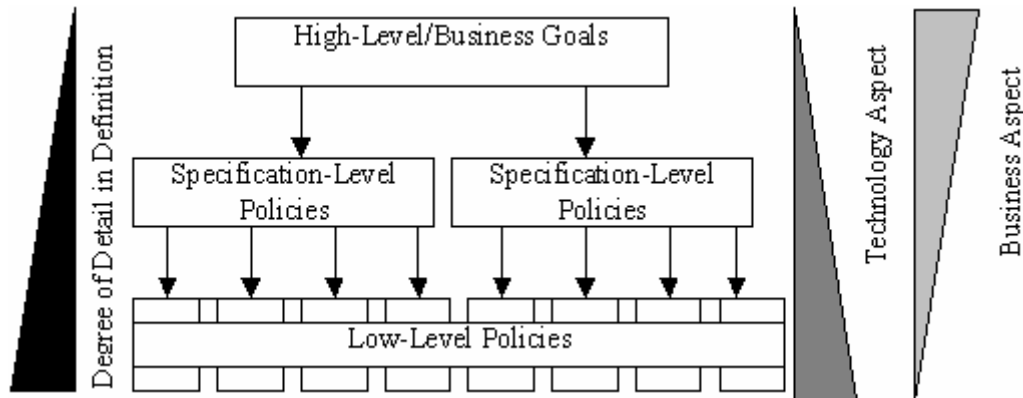 High-Level/Business Goals
Specification-Level
Policies
Specification-Level
Policies
Low-Level Policies
Degree of Detail in Definition
Technology Aspect
Business Aspect